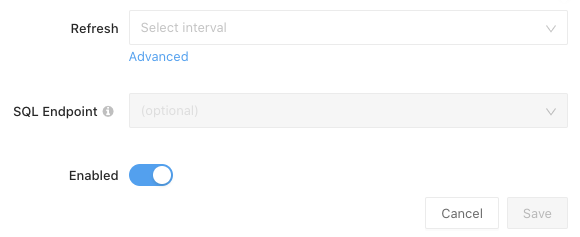 Refresh Select interval
Advanced
SQL Endpoint (optional)
Enabled
Cancel Save